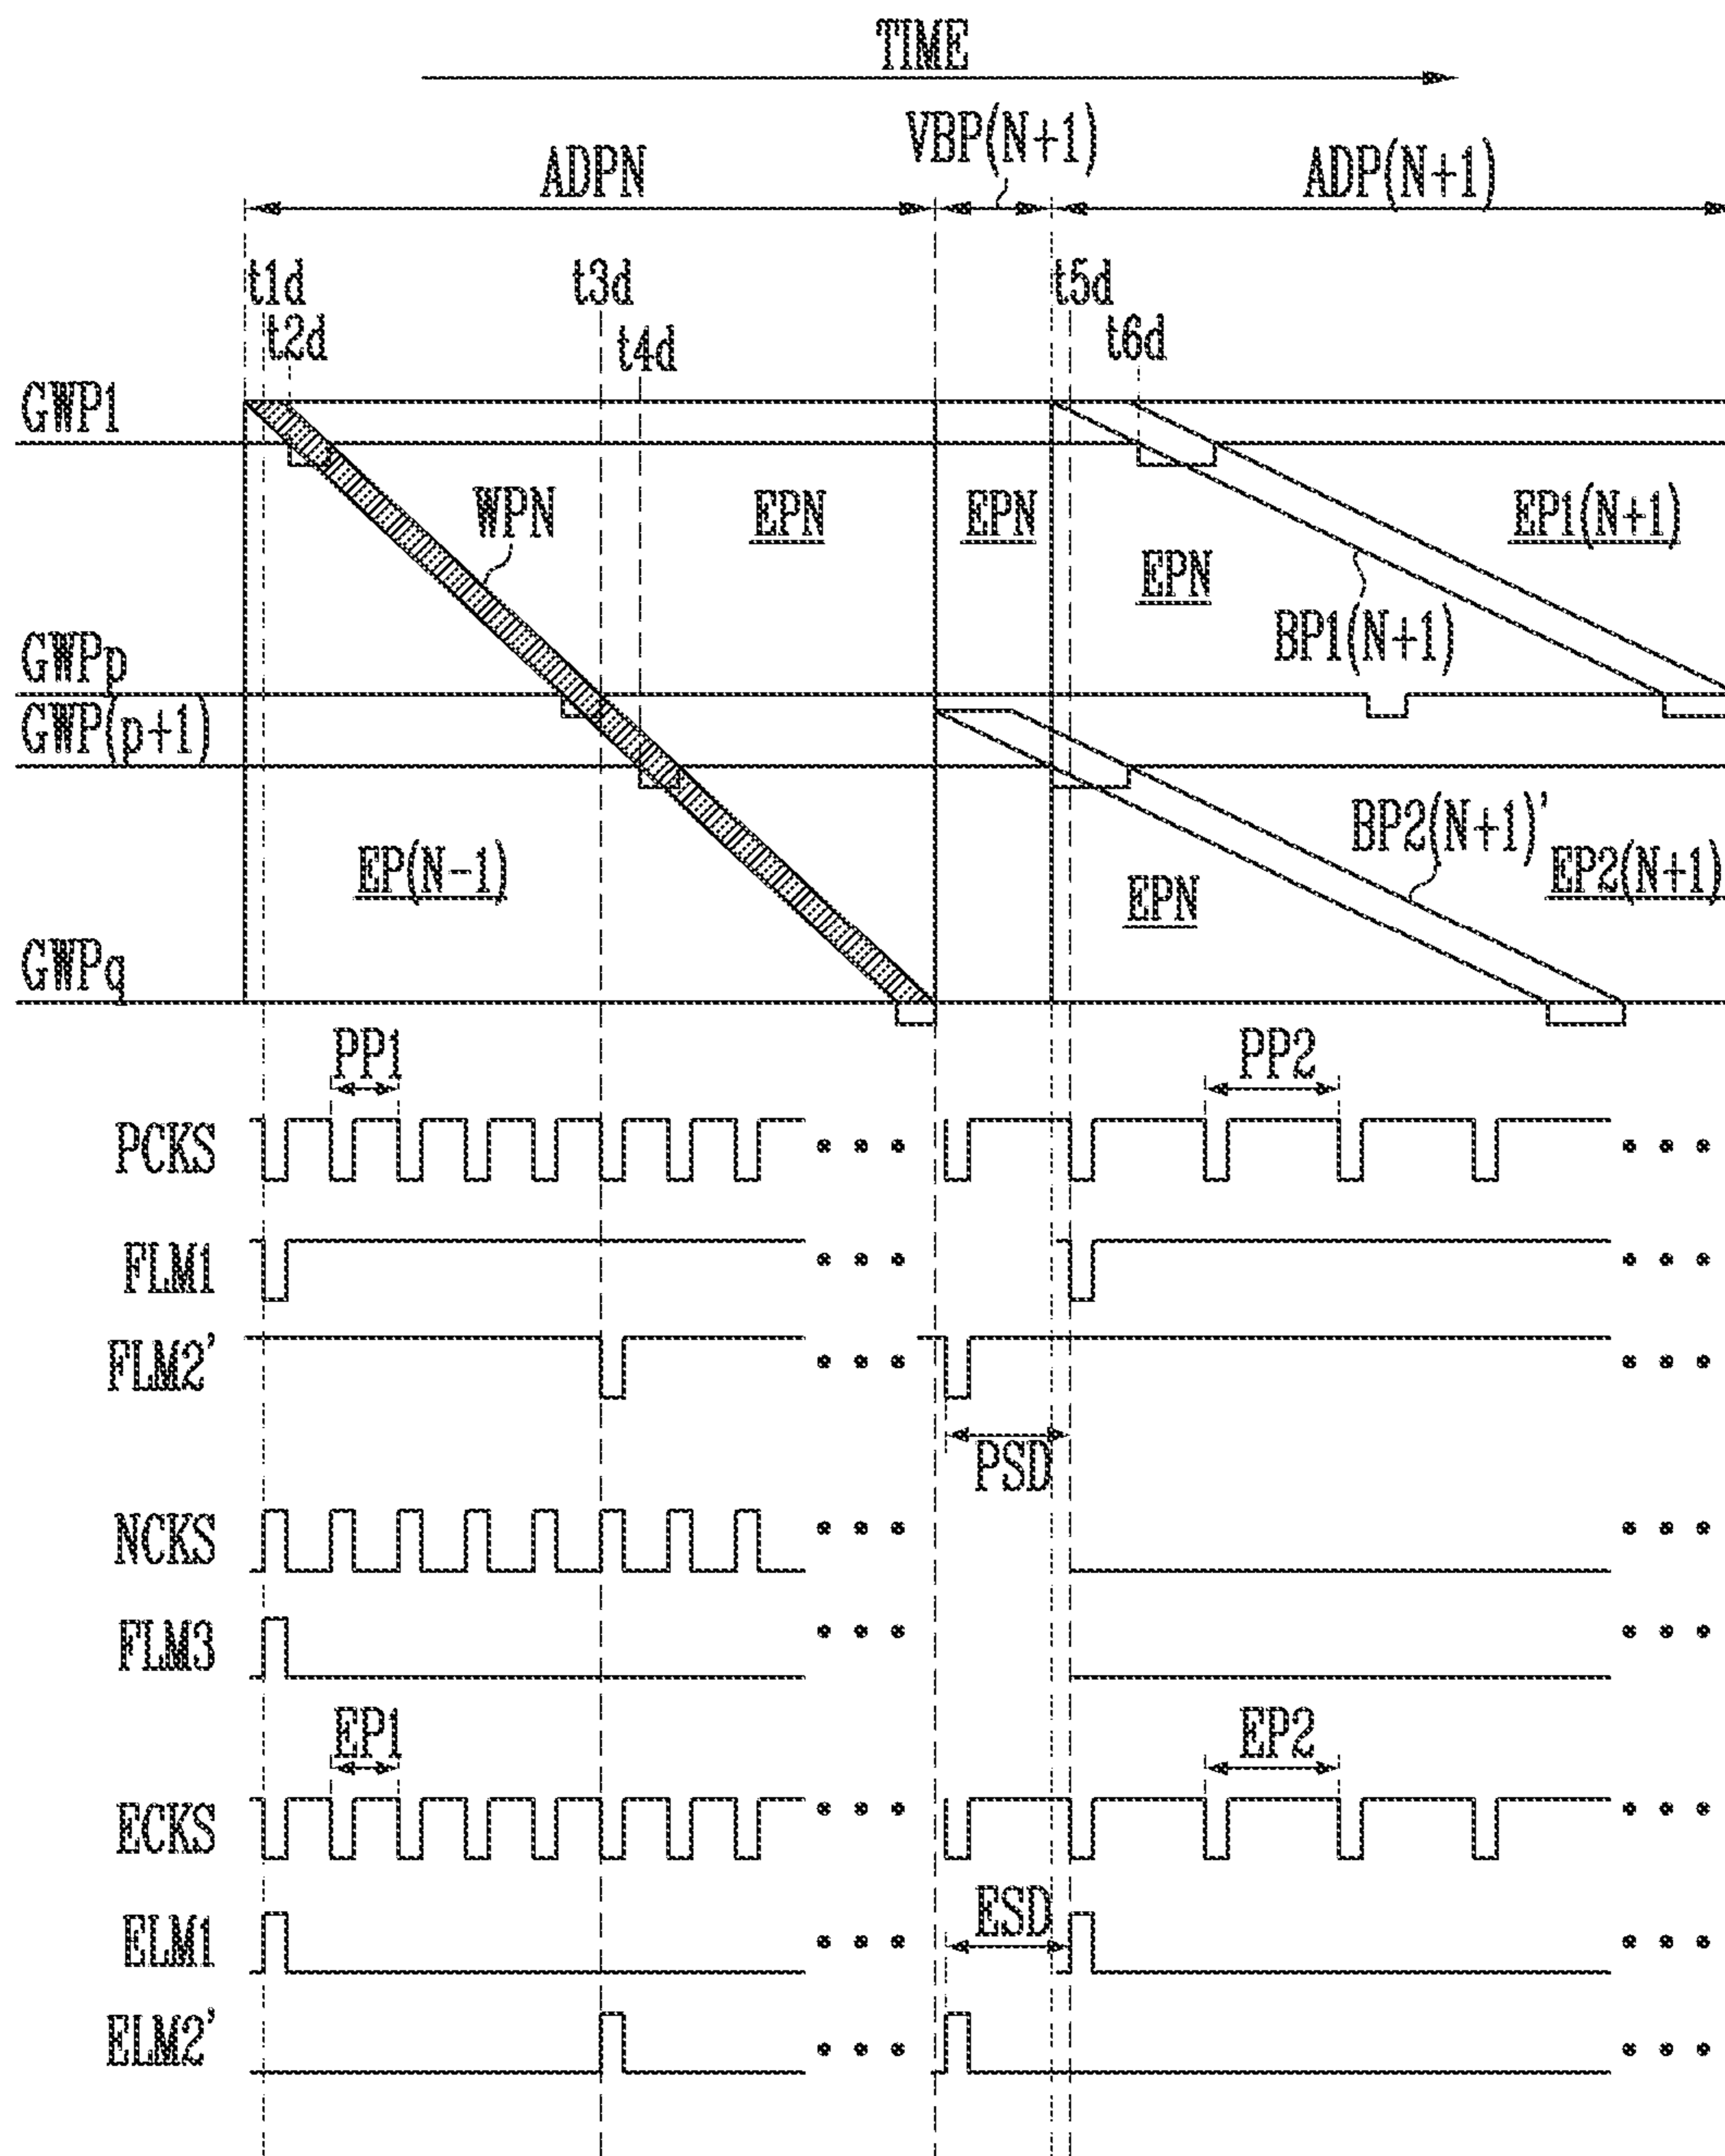 TIME
VBP(N+1)
ADPN
ADP(N+1)
t1d
t3d
t5d
t2d
t4d
t6d
GWP1
WPN
EPN
EPN
EP1(N+1)
EPN
BP1(N+1)
GWPp
GWP(p+1)
BP2(N+1)'
EP(N-1)
EP2(N+1)
EPN
GWPq
PP1
PP2
PCKS
FLM1
FLM2'
PSD
NCKS
FLM3
EP1
EP2
ECKS
ESD
ELM1
ELM2'